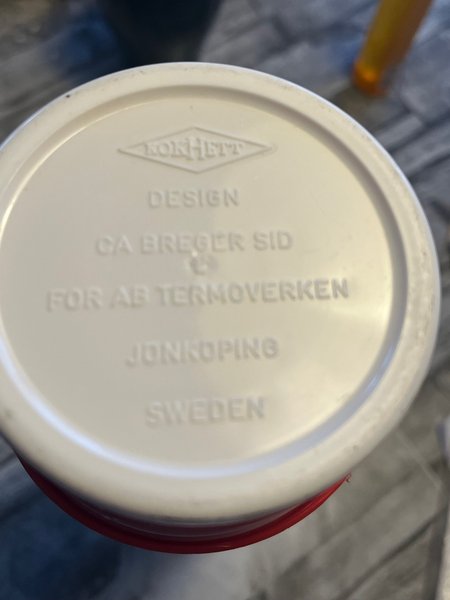 KOKHETT
DESIGN
CA BREGER SID
FOR AB TERMOVERKEN
JONKOPING
SWEDEN